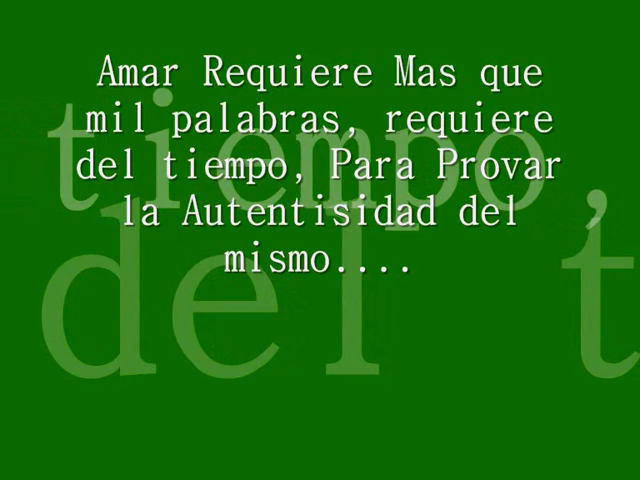 Amar Requiere Mas que
mil palabras, requiere
del tiempo, Para Provar
la Autentisidad del
mismo....
tiempo,
del t